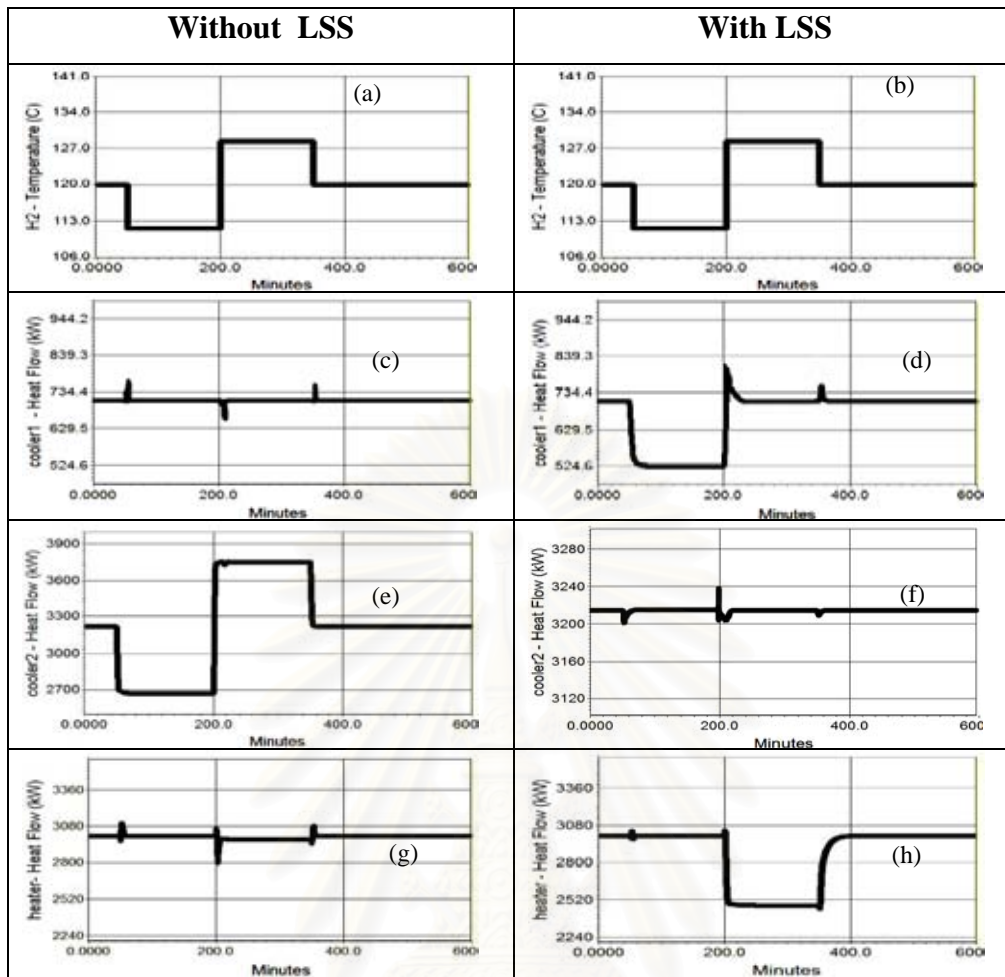 Without LSS
With LSS
H2 - Temperature (C)
141.0
134.0
127.0
120.0
113.0
106.0
(a)
0.0000
200.0
400.0
600
Minutes
H2 - Temperature (C)
141.0
134.0
127.0
120.0
113.0
106.0
(b)
0.0000
200.0
400.0
600
Minutes
cooler1 - Heat Flow (kW)
944.2
839.3
734.4
629.5
524.6
(c)
0.0000
200.0
400.0
600
Minutes
cooler1 - Heat Flow (kW)
944.2
839.3
734.4
629.5
524.6
(d)
0.0000
200.0
400.0
600
Minutes
cooler2 - Heat Flow (kW)
3900
3600
3300
3000
2700
(e)
0.0000
200.0
400.0
600
Minutes
cooler2 - Heat Flow (kW)
3280
3240
3200
3160
3120
(f)
0.0000
200.0
400.0
600
Minutes
heater- Heat Flow (kW)
3360
3080
2800
2520
2240
(g)
0.0000
200.0
400.0
600
Minutes
heater - Heat Flow (kW)
3360
3080
2800
2520
2240
(h)
0.0000
200.0
400.0
600
Minutes